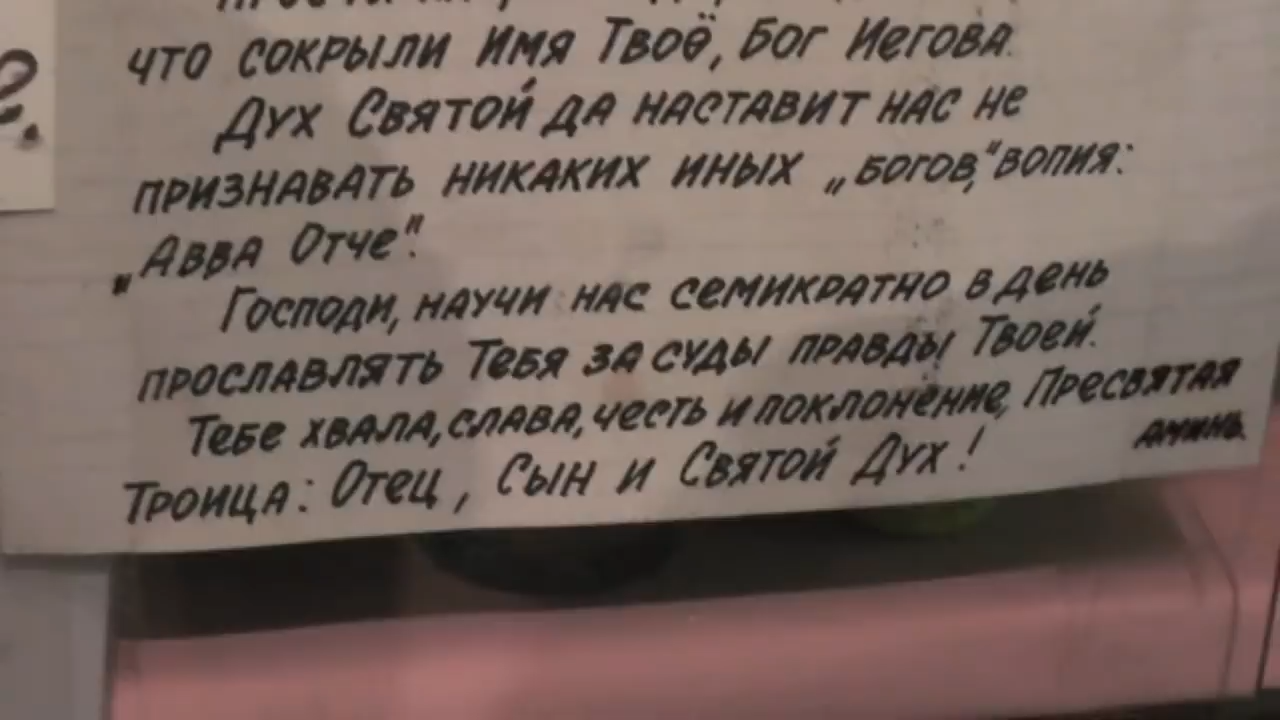 что сокрыли Имя Твоё, Бог Иегова.
Дух Святой да наставит нас не
признавать никаких иных „богов,“ вопия:
„Авва Отче“.
Господи, научи нас семикратно в день
прославлять Тебя за суды правды Твоей.
Тебе хвала, слава, честь и поклонение, Пресвятая
Троица: Отец, Сын и Святой Дух!
аминь.